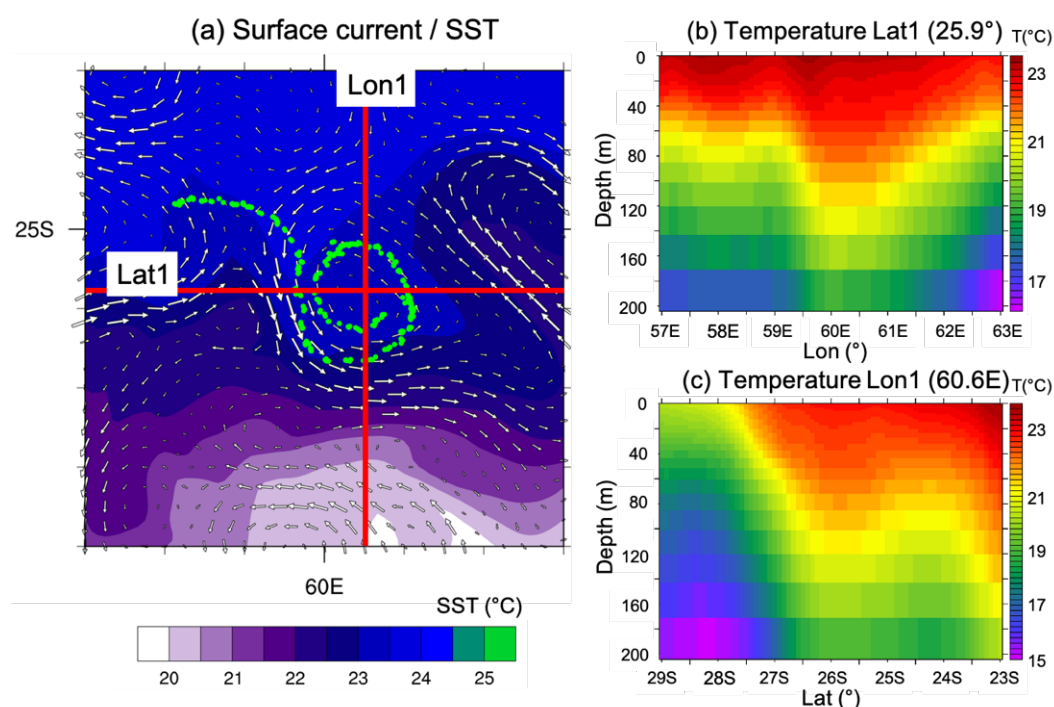 (a) Surface current / SST
Lon1
25S
Lat1
60E
SST (°C)
20 21 22 23 24 25
(b) Temperature Lat1 (25.9°) T(°C)
0
40
80
120
160
200
Depth (m)
57E 58E 59E 60E 61E 62E 63E
Lon (°)
23
21
19
17
(c) Temperature Lon1 (60.6E) T(°C)
0
40
80
120
160
200
Depth (m)
29S 28S 27S 26S 25S 24S 23S
Lat (°)
23
21
19
17
15